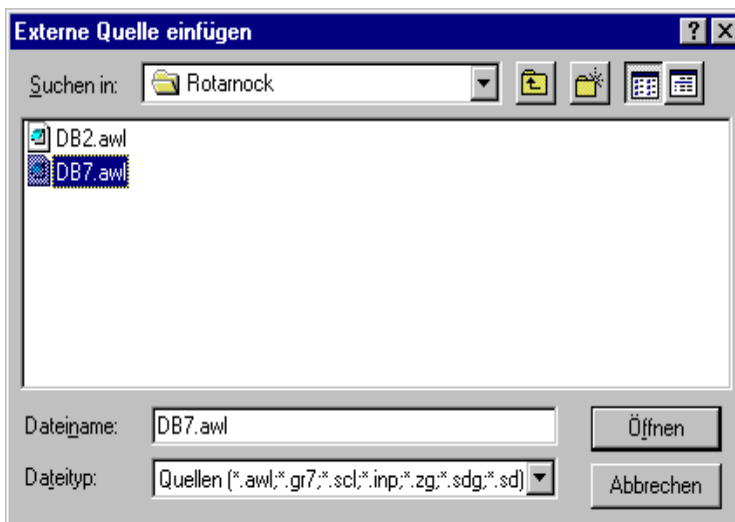 Externe Quelle einfügen
Suchen in: Rotarnock
DB2.awl
DB7.awl
Dateiname: DB7.awl Öffnen
Dateityp: Quellen (*.awl;*.gr7;*.scl;*.inp;*.zg;*.sdg;*.sd) Abbrechen